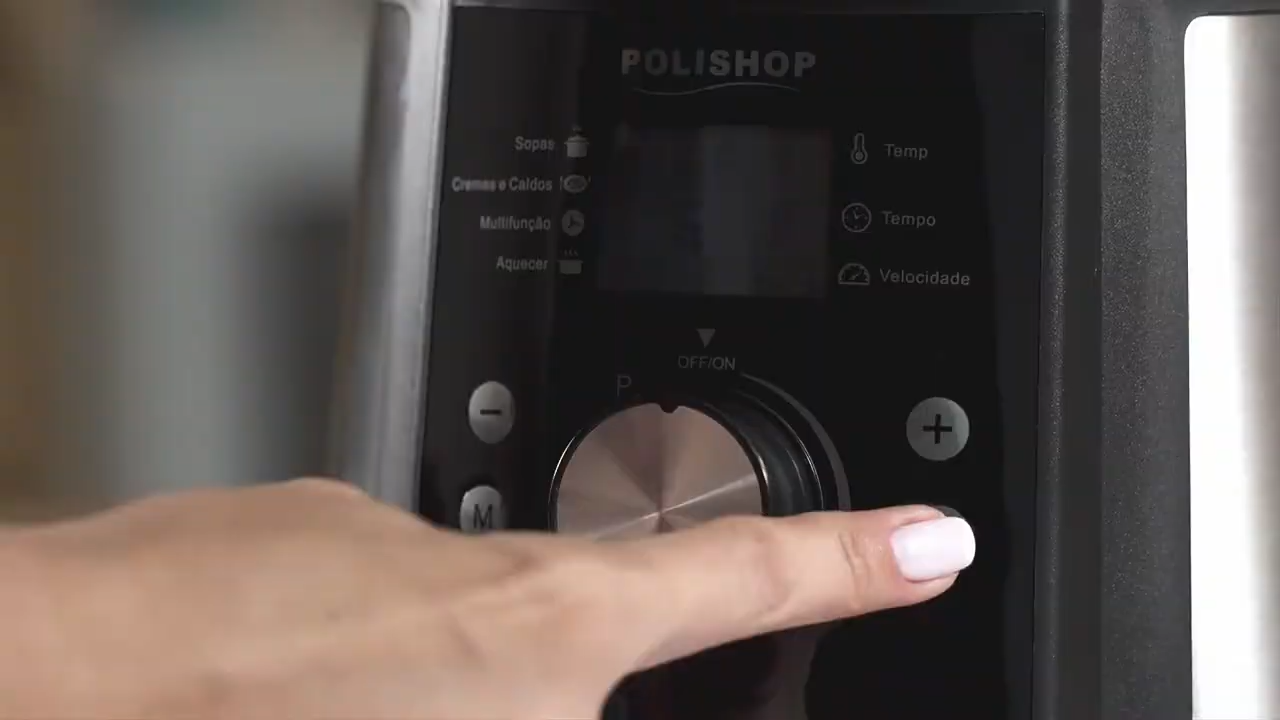 POLISHOP
Sopas
Cremes e Caldos
Multifunção
Aquecer
Temp
Tempo
Velocidade
OFF/ON
P
−
+
M